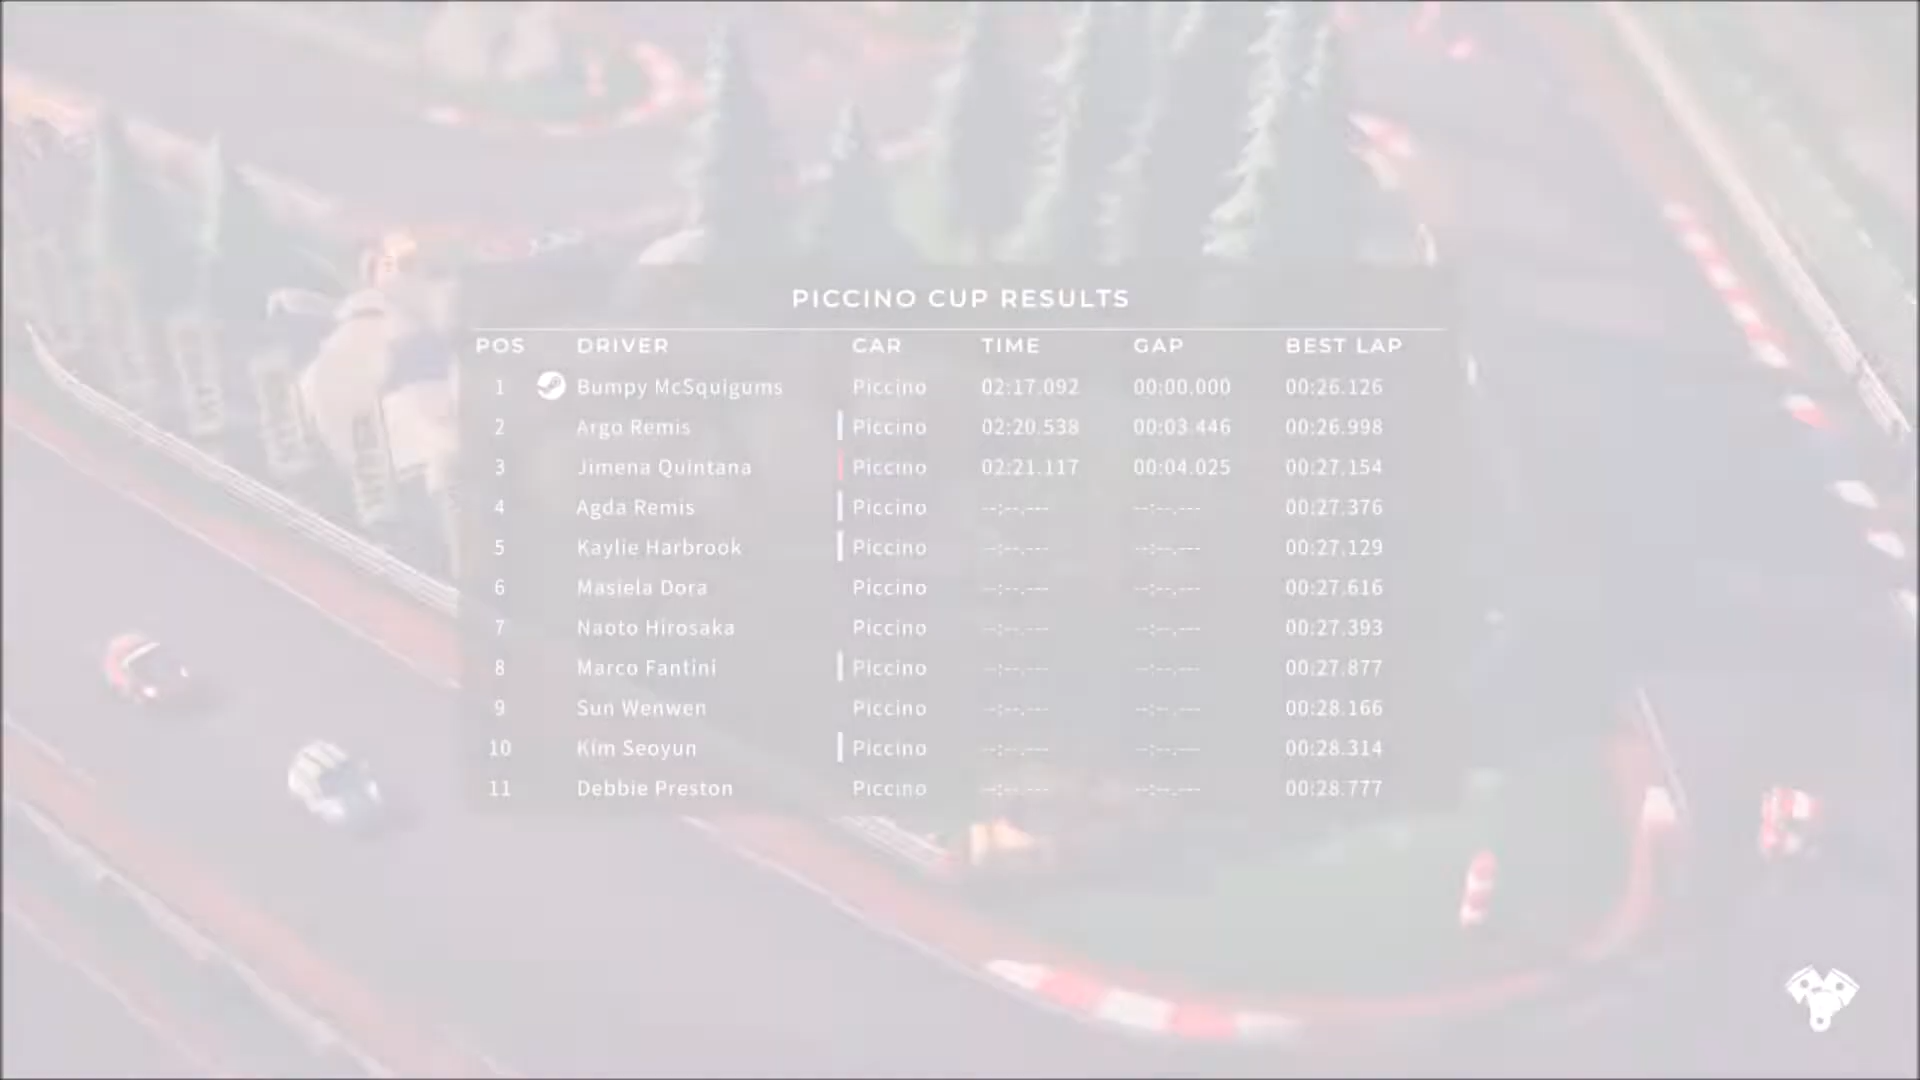 PICCINO CUP RESULTS
POS DRIVER CAR TIME GAP BEST LAP
1 Bumpy McSquigums Piccino 02:17.092 00:00.000 00:26.126
2 Argo Remis Piccino 02:20.538 00:03.446 00:26.998
3 Jimena Quintana Piccino 02:21.117 00:04.025 00:27.154
4 Agda Remis Piccino --:--.--- --:--.--- 00:27.376
5 Kaylie Harbrook Piccino --:--.--- --:--.--- 00:27.129
6 Masiela Dora Piccino --:--.--- --:--.--- 00:27.616
7 Naoto Hirosaka Piccino --:--.--- --:--.--- 00:27.393
8 Marco Fantini Piccino --:--.--- --:--.--- 00:27.877
9 Sun Wenwen Piccino --:--.--- --:--.--- 00:28.166
10 Kim Seoyun Piccino --:--.--- --:--.--- 00:28.314
11 Debbie Preston Piccino --:--.--- --:--.--- 00:28.777